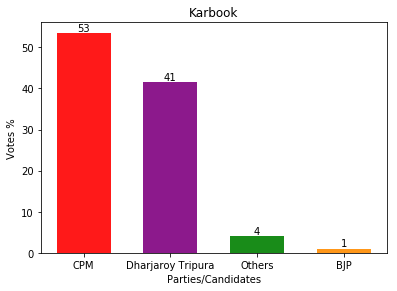 Karbook
Votes %
50
40
30
20
10
0
53
41
4
1
CPM
Dharjaroy Tripura
Others
BJP
Parties/Candidates